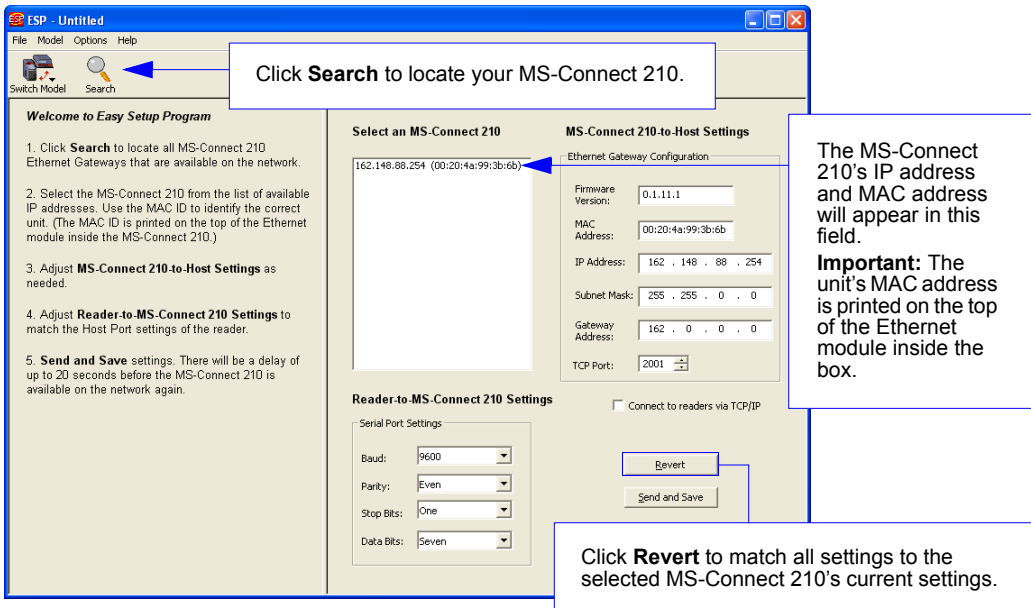 ESP - Untitled
File Model Options Help
Switch Model Search
Click Search to locate your MS-Connect 210.
Welcome to Easy Setup Program
1. Click Search to locate all MS-Connect 210
Ethernet Gateways that are available on the network.
2. Select the MS-Connect 210 from the list of available
IP addresses. Use the MAC ID to identify the correct
unit. (The MAC ID is printed on the top of the Ethernet
module inside the MS-Connect 210.)
3. Adjust MS-Connect 210-to-Host Settings as
needed.
4. Adjust Reader-to-MS-Connect 210 Settings to
match the Host Port settings of the reader.
5. Send and Save settings. There will be a delay of
up to 20 seconds before the MS-Connect 210 is
available on the network again.
Select an MS-Connect 210
162.148.88.254 (00:20:4a:99:3b:6b)
MS-Connect 210-to-Host Settings
Ethernet Gateway Configuration
Firmware
Version: 0.1.11.1
MAC
Address: 00:20:4a:99:3b:6b
IP Address: 162 . 148 . 88 . 254
Subnet Mask: 255 . 255 . 0 . 0
Gateway
Address: 162 . 0 . 0 . 0
TCP Port: 2001
Connect to readers via TCP/IP
Reader-to-MS-Connect 210 Settings
Serial Port Settings
Baud: 9600
Parity: Even
Stop Bits: One
Data Bits: Seven
Revert
Send and Save
The MS-Connect
210's IP address
and MAC address
will appear in this
field.
Important: The
unit's MAC address
is printed on the top
of the Ethernet
module inside the
box.
Click Revert to match all settings to the
selected MS-Connect 210's current settings.